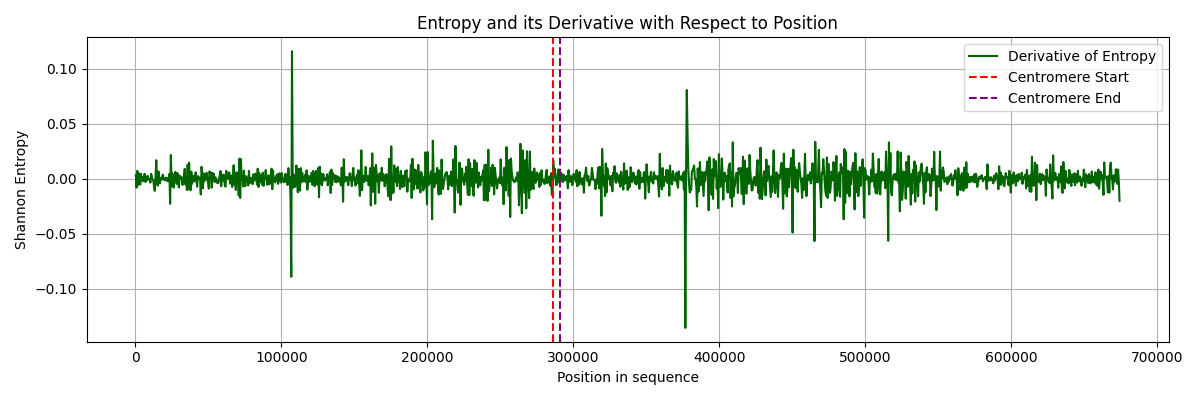 Entropy and its Derivative with Respect to Position
Shannon Entropy
0.10
0.05
0.00
−0.05
−0.10
Derivative of Entropy
Centromere Start
Centromere End
0 100000 200000 300000 400000 500000 600000 700000
Position in sequence